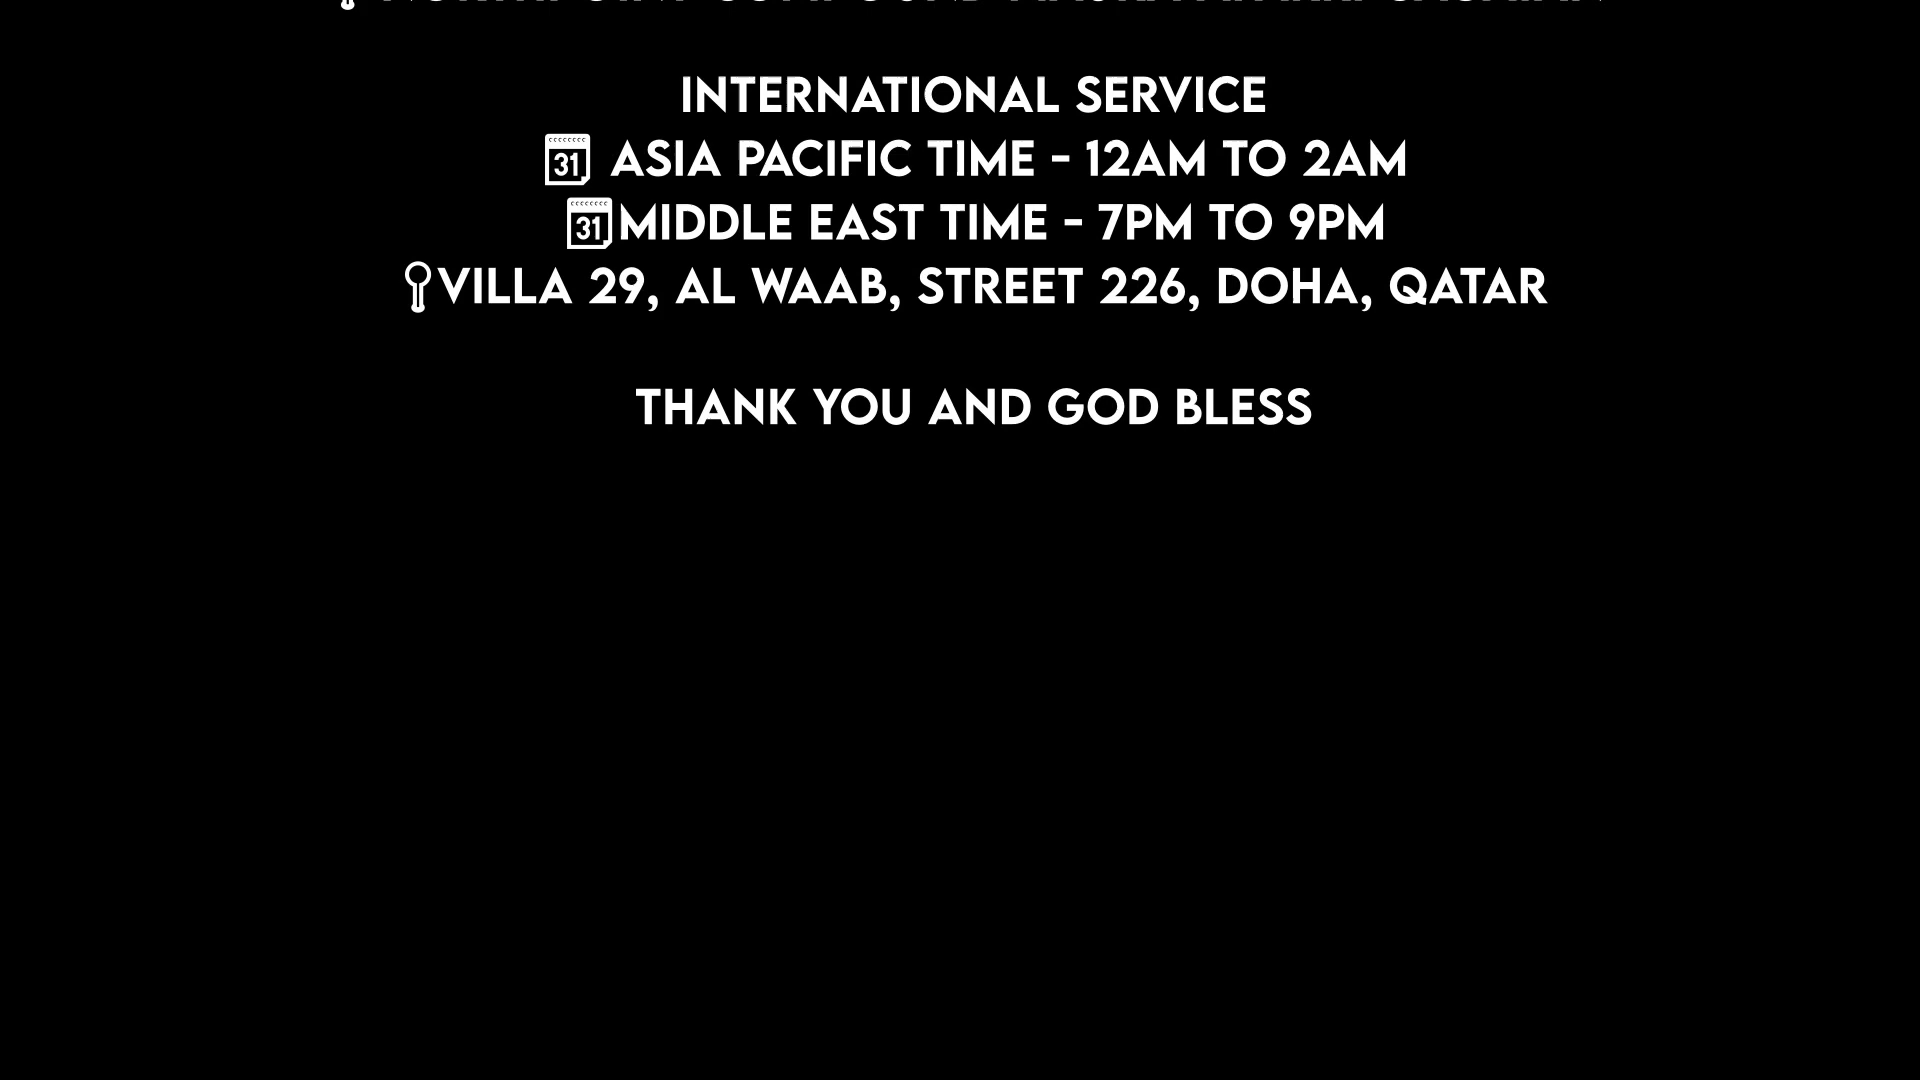 INTERNATIONAL SERVICE
ASIA PACIFIC TIME - 12AM TO 2AM
MIDDLE EAST TIME - 7PM TO 9PM
VILLA 29, AL WAAB, STREET 226, DOHA, QATAR
THANK YOU AND GOD BLESS